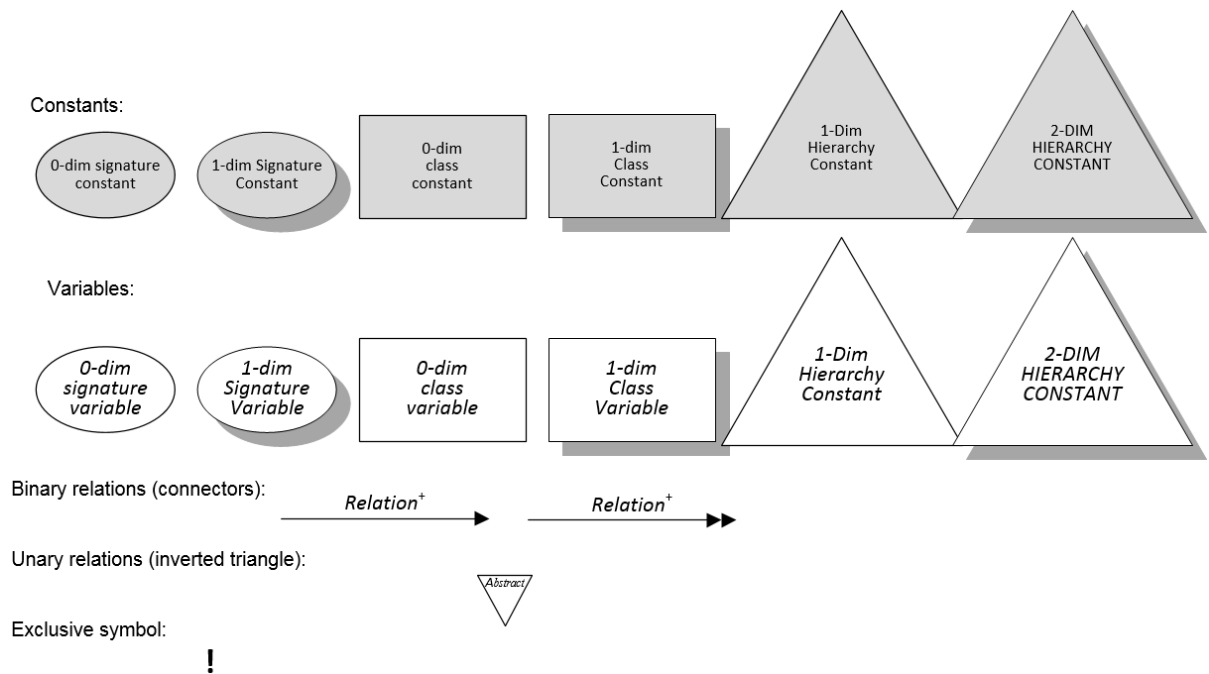 Constants:
0-dim signature
constant
1-dim Signature
Constant
0-dim
class
constant
1-dim
Class
Constant
1-Dim
Hierarchy
Constant
2-DIM
HIERARCHY
CONSTANT
Variables:
0-dim
signature
variable
1-dim
Signature
Variable
0-dim
class
variable
1-dim
Class
Variable
1-Dim
Hierarchy
Constant
2-DIM
HIERARCHY
CONSTANT
Binary relations (connectors):
Relation+
Relation+
Unary relations (inverted triangle):
Abstract
Exclusive symbol:
!